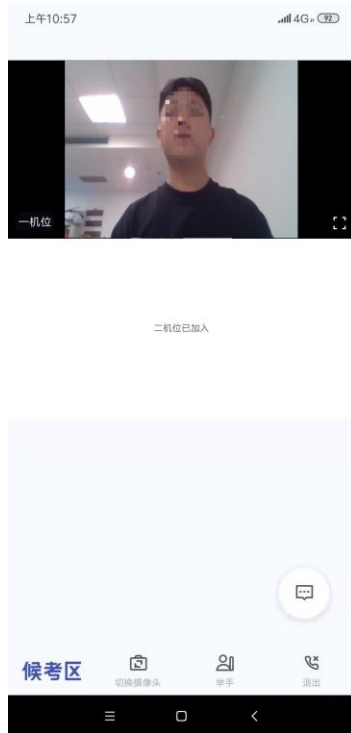 上午10:57
4G 92
一机位
二机位已加入
候考区
切换摄像头
举手
退出